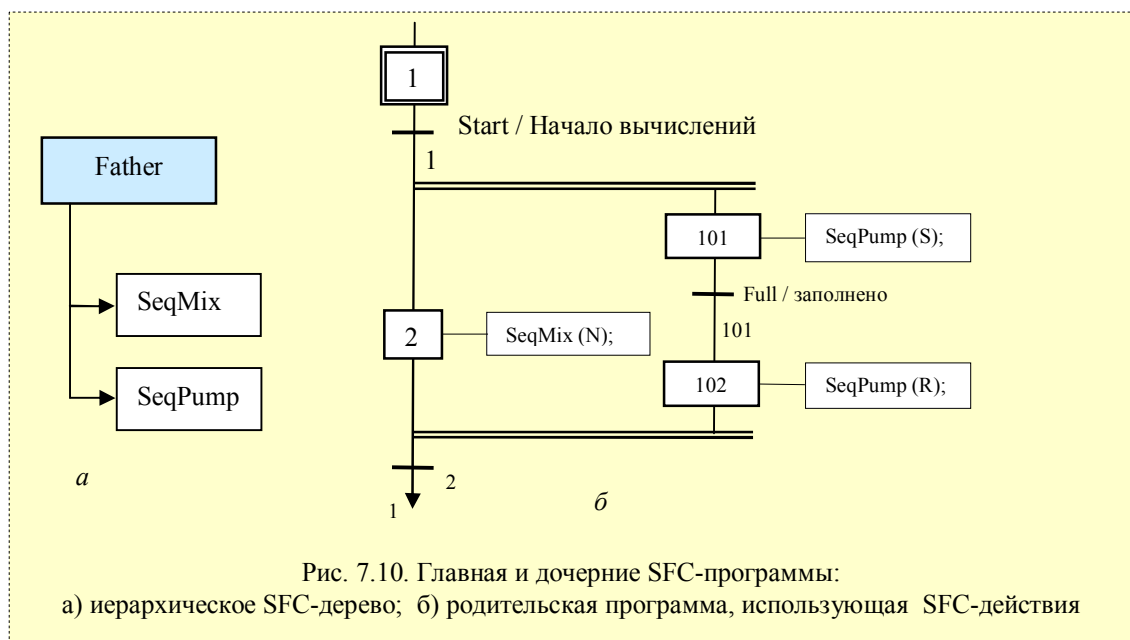 Father
SeqMix
SeqPump
а
1
Start / Начало вычислений
1
101
SeqPump (S);
Full / заполнено
101
2
SeqMix (N);
102
SeqPump (R);
2
1
б
Рис. 7.10. Главная и дочерние SFC-программы:
а) иерархическое SFC-дерево; б) родительская программа, использующая SFC-действия